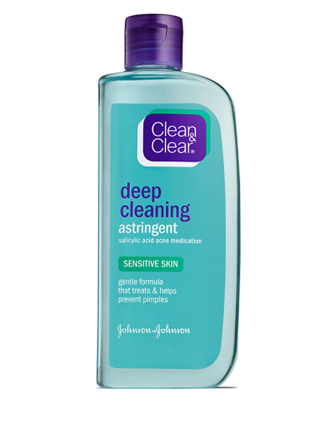 Clean
&
Clear®
deep
cleaning
astringent
salicylic acid acne medication
SENSITIVE SKIN
gentle formula
that treats & helps
prevent pimples
Johnson & Johnson